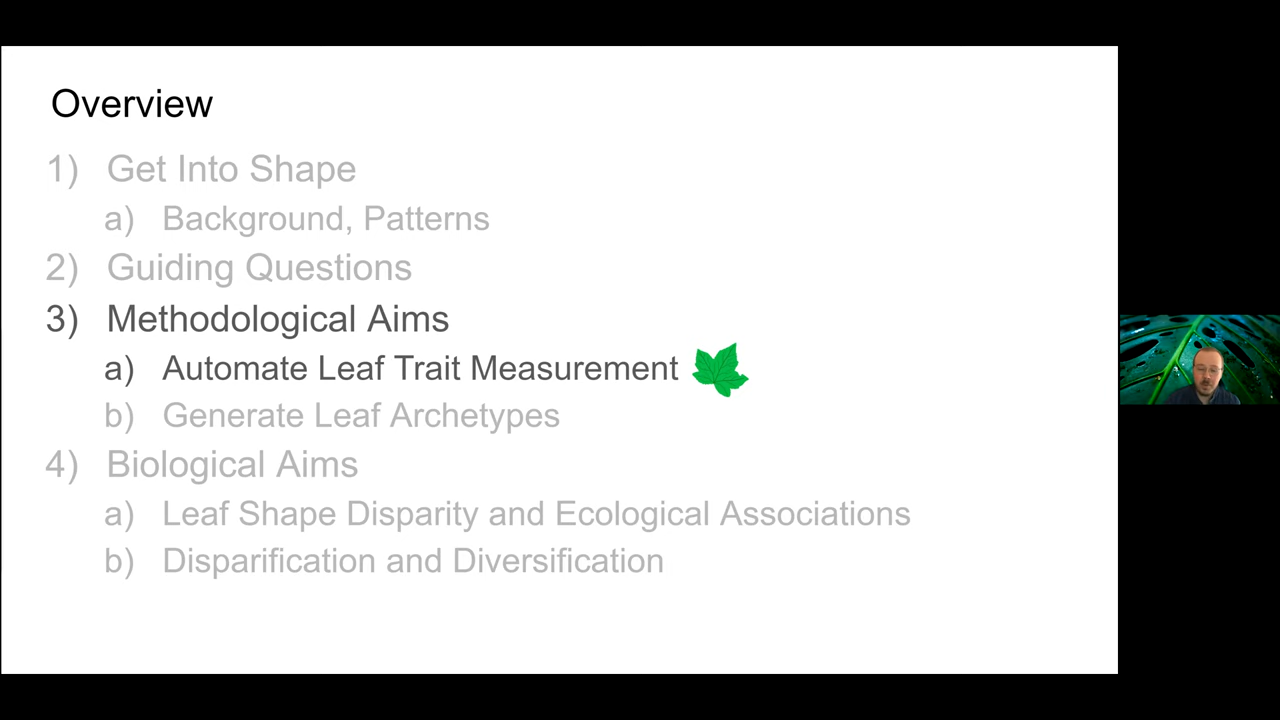 Overview
1) Get Into Shape
a) Background, Patterns
2) Guiding Questions
3) Methodological Aims
a) Automate Leaf Trait Measurement
b) Generate Leaf Archetypes
4) Biological Aims
a) Leaf Shape Disparity and Ecological Associations
b) Disparification and Diversification